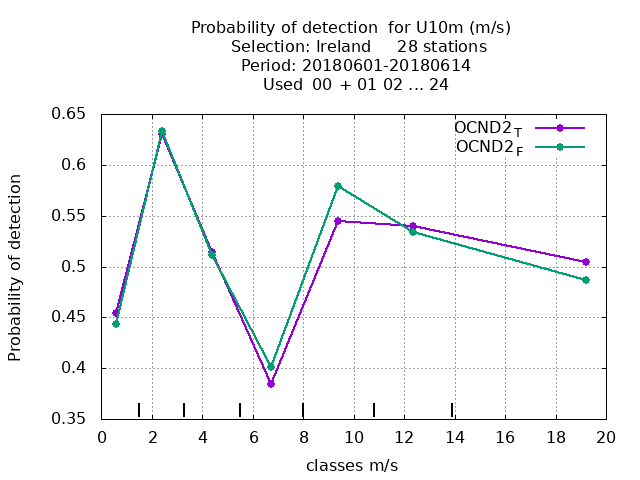 Probability of detection  for U10m (m/s)
Selection: Ireland     28 stations
Period: 20180601-20180614
Used  00  + 01 02 ... 24
OCND2T
OCND2F
0.65
0.6
0.55
0.5
0.45
0.4
0.35
Probability of detection
0 2 4 6 8 10 12 14 16 18 20
classes m/s